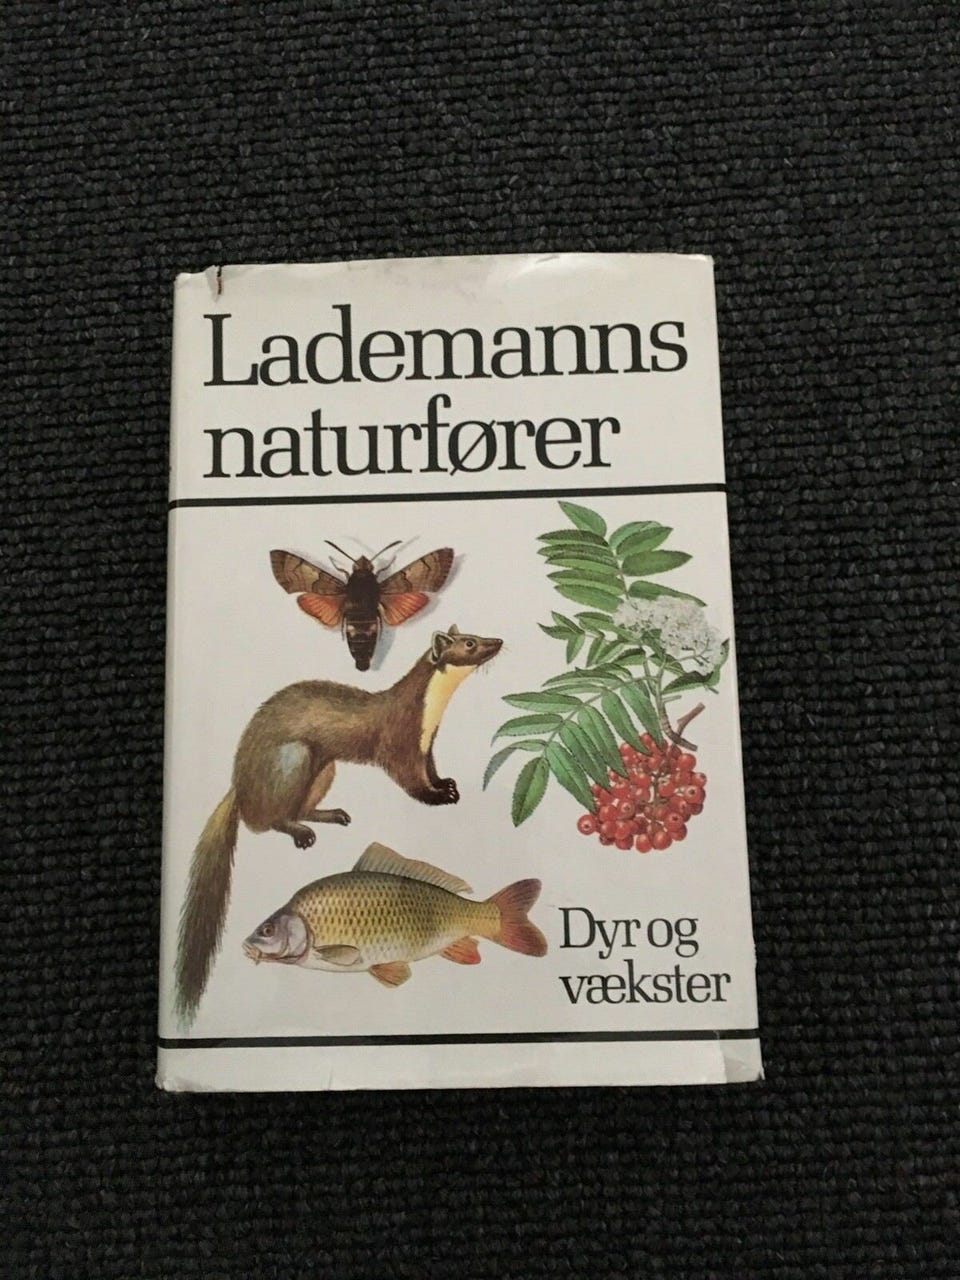 Lademanns
naturfører
Dyr og
vækster